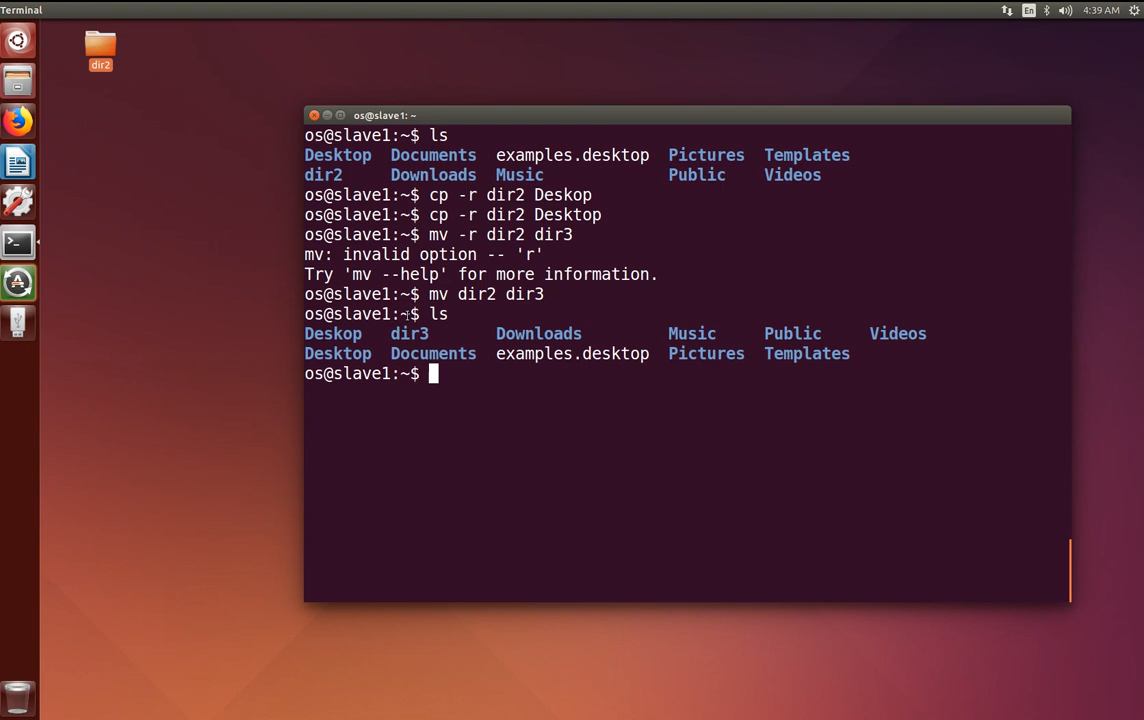 Terminal
En
4:39 AM
dir2
os@slave1: ~
os@slave1:~$ ls
Desktop Documents examples.desktop Pictures Templates
dir2 Downloads Music Public Videos
os@slave1:~$ cp -r dir2 Deskop
os@slave1:~$ cp -r dir2 Desktop
os@slave1:~$ mv -r dir2 dir3
mv: invalid option -- 'r'
Try 'mv --help' for more information.
os@slave1:~$ mv dir2 dir3
os@slave1:~$ ls
Deskop dir3 Downloads Music Public Videos
Desktop Documents examples.desktop Pictures Templates
os@slave1:~$